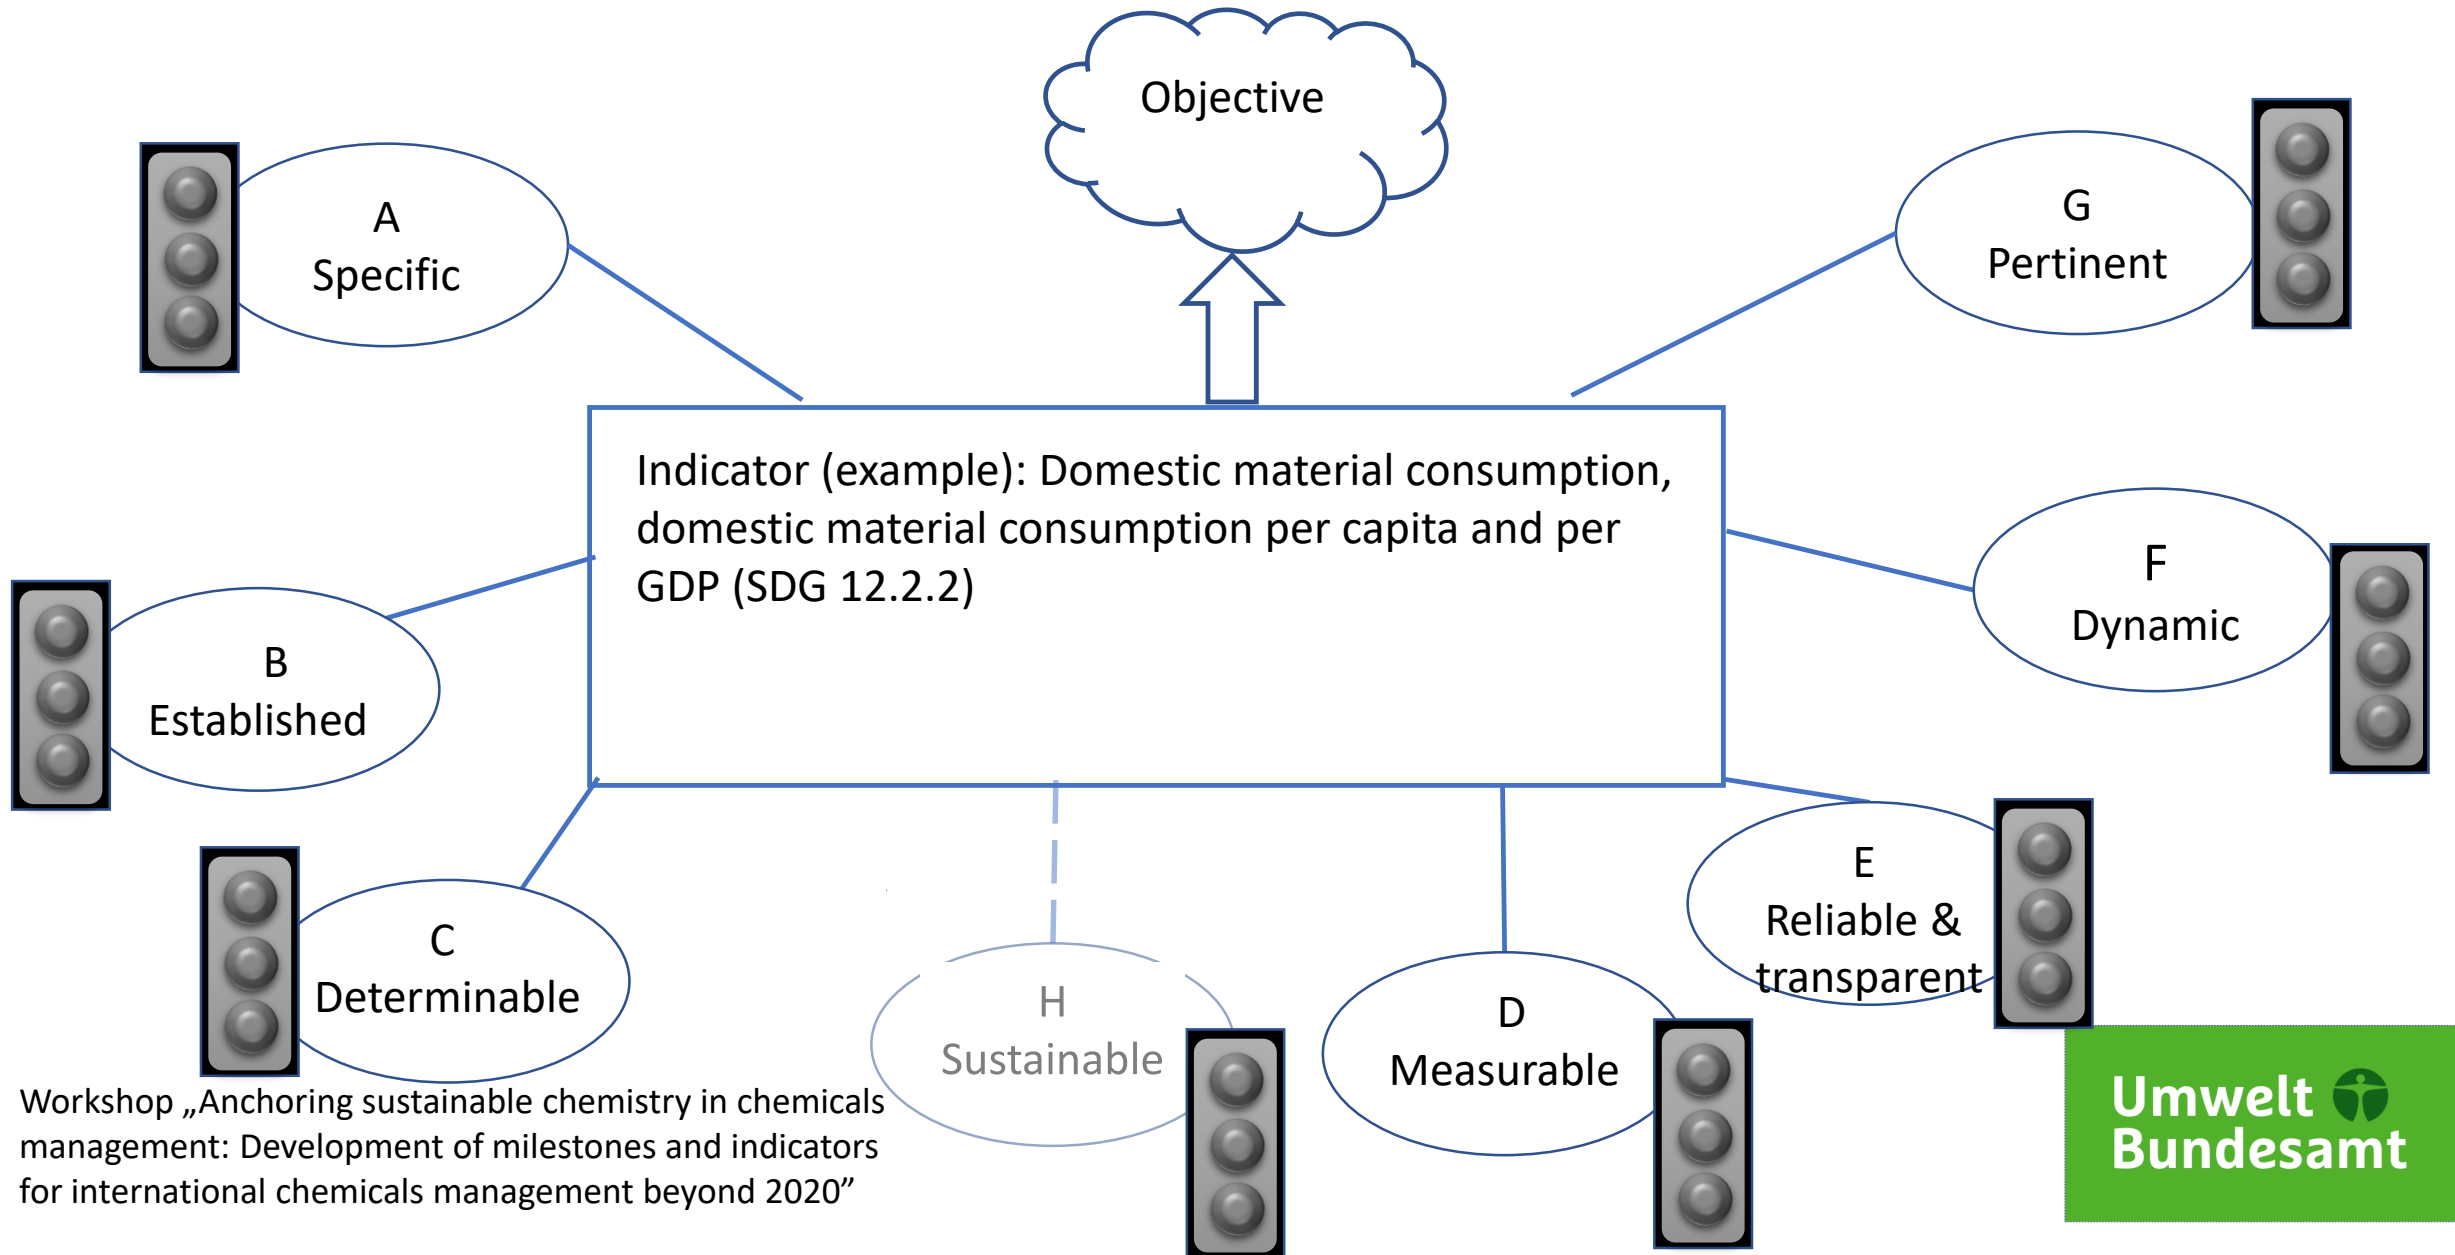 Objective
A
Specific
G
Pertinent
Indicator (example): Domestic material consumption,
domestic material consumption per capita and per
GDP (SDG 12.2.2)
B
Established
F
Dynamic
C
Determinable
H
Sustainable
D
Measurable
E
Reliable &
transparent
Workshop „Anchoring sustainable chemistry in chemicals
management: Development of milestones and indicators
for international chemicals management beyond 2020”
Umwelt
Bundesamt